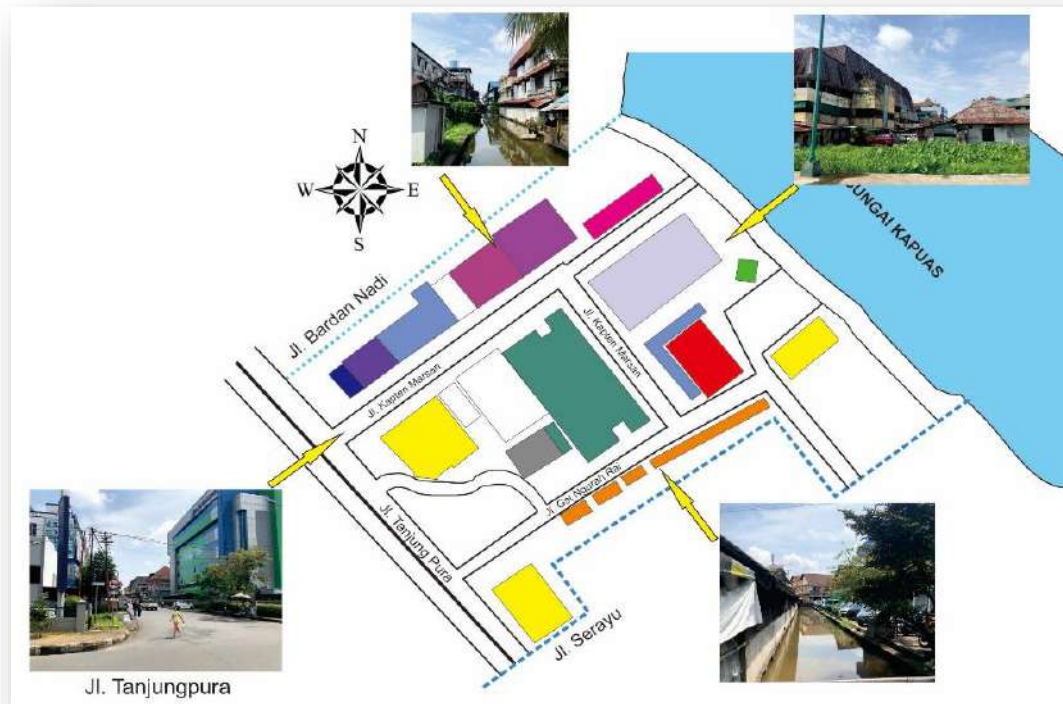 N
W
E
S
SUNGAI KAPUAS
Jl. Bardan Nadi
Jl. Kapten Marsan
Jl. Kapten Marsan
Jl. Gst Ngurah Rai
Jl. Tanjung Pura
Jl. Serayu
Jl. Tanjungpura